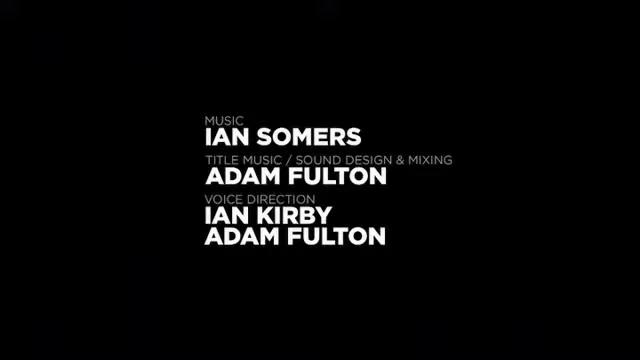 MUSIC
IAN SOMERS
TITLE MUSIC / SOUND DESIGN & MIXING
ADAM FULTON
VOICE DIRECTION
IAN KIRBY
ADAM FULTON